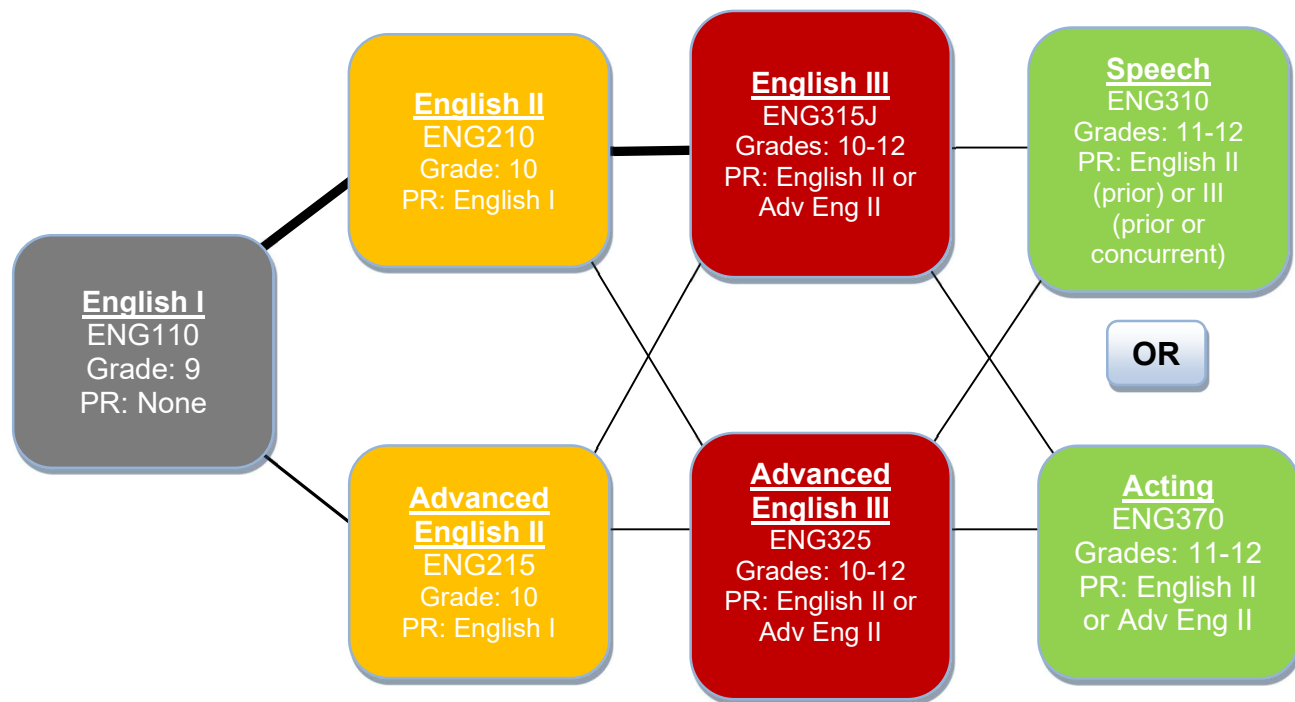 English I
ENG110
Grade: 9
PR: None
English II
ENG210
Grade: 10
PR: English I
Advanced
English II
ENG215
Grade: 10
PR: English I
English III
ENG315J
Grades: 10-12
PR: English II or
Adv Eng II
Advanced
English III
ENG325
Grades: 10-12
PR: English II or
Adv Eng II
Speech
ENG310
Grades: 11-12
PR: English II
(prior) or III
(prior or
concurrent)
OR
Acting
ENG370
Grades: 11-12
PR: English II
or Adv Eng II